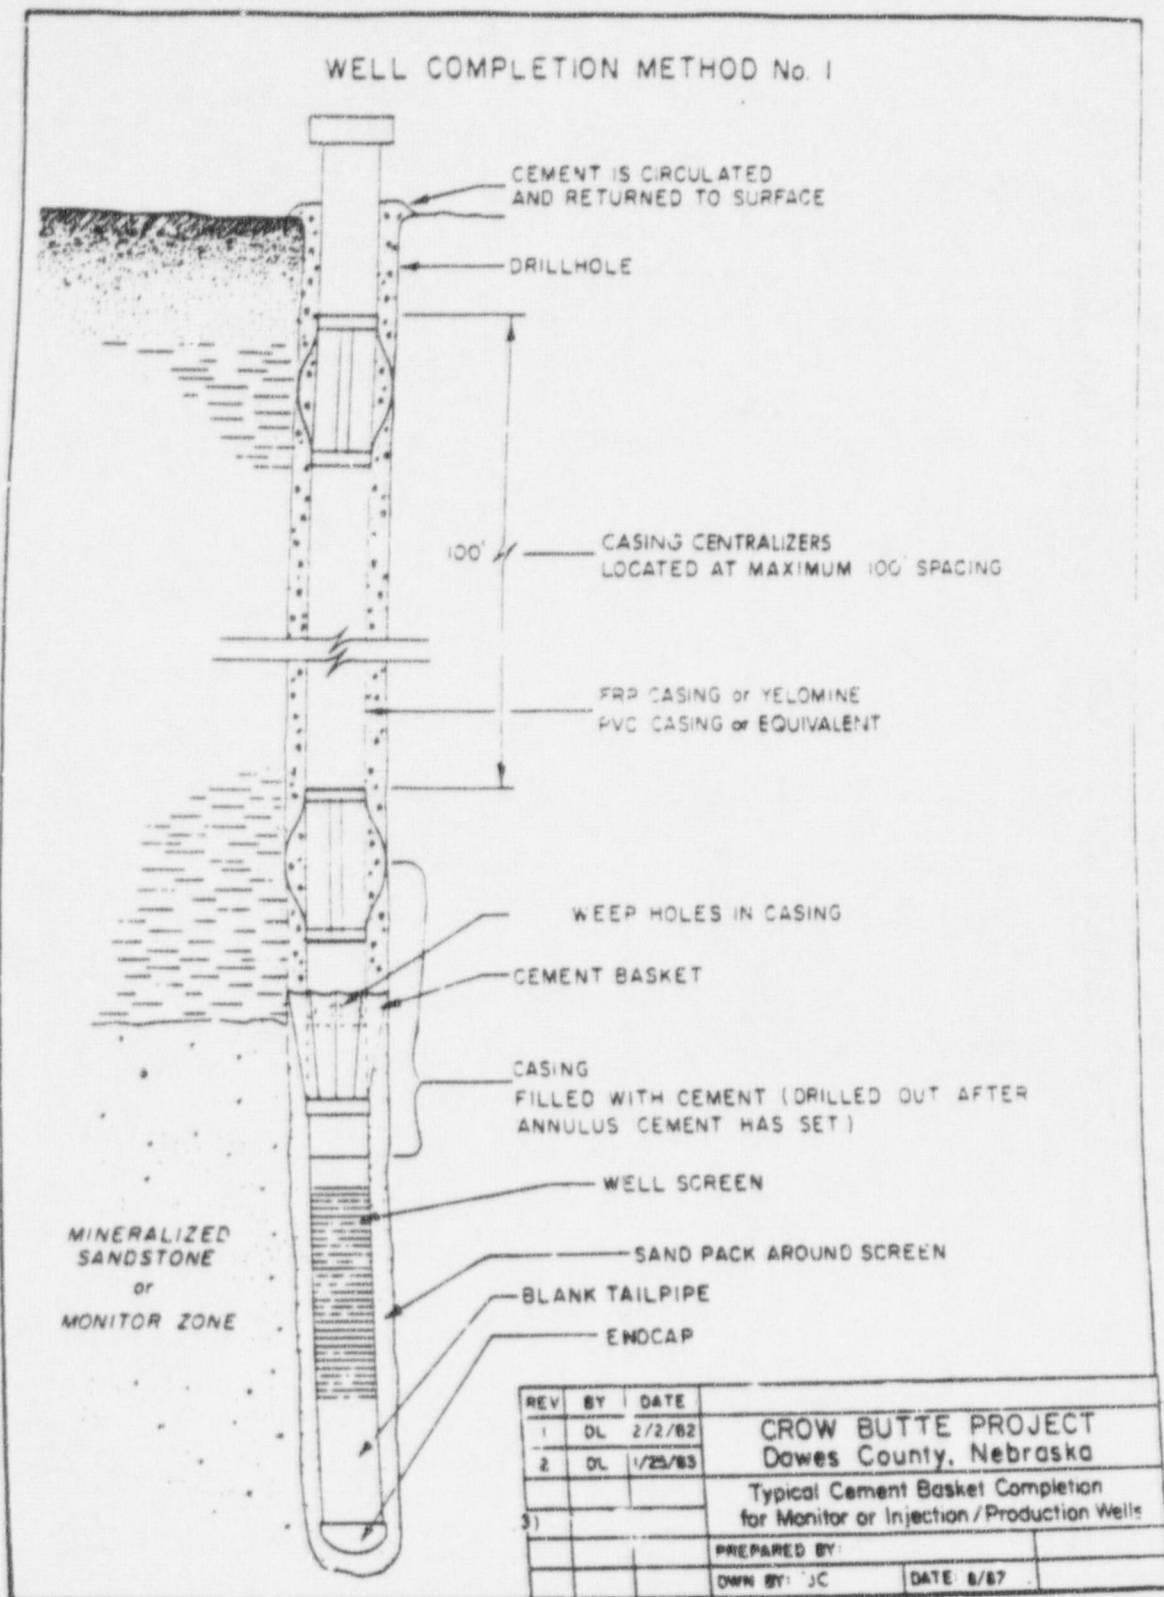 WELL COMPLETION METHOD No. 1
CEMENT IS CIRCULATED
AND RETURNED TO SURFACE
DRILLHOLE
100'
CASING CENTRALIZERS
LOCATED AT MAXIMUM 100' SPACING
FRP CASING or YELOMINE
PVC CASING or EQUIVALENT
WEEP HOLES IN CASING
CEMENT BASKET
CASING
FILLED WITH CEMENT (DRILLED OUT AFTER
ANNULUS CEMENT HAS SET)
WELL SCREEN
MINERALIZED
SANDSTONE
or
MONITOR ZONE
SAND PACK AROUND SCREEN
BLANK TAILPIPE
ENDCAP
REV BY DATE
1 DL 2/2/82
2 DL 1/25/83
3)
CROW BUTTE PROJECT
Dawes County, Nebraska
Typical Cement Basket Completion
for Monitor or Injection/Production Wells
PREPARED BY:
DWN BY: JC DATE: 8/87